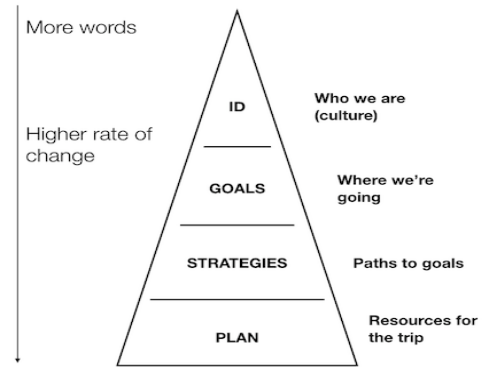 More words
Higher rate of
change
ID
Who we are
(culture)
GOALS
Where we're
going
STRATEGIES
Paths to goals
PLAN
Resources for
the trip